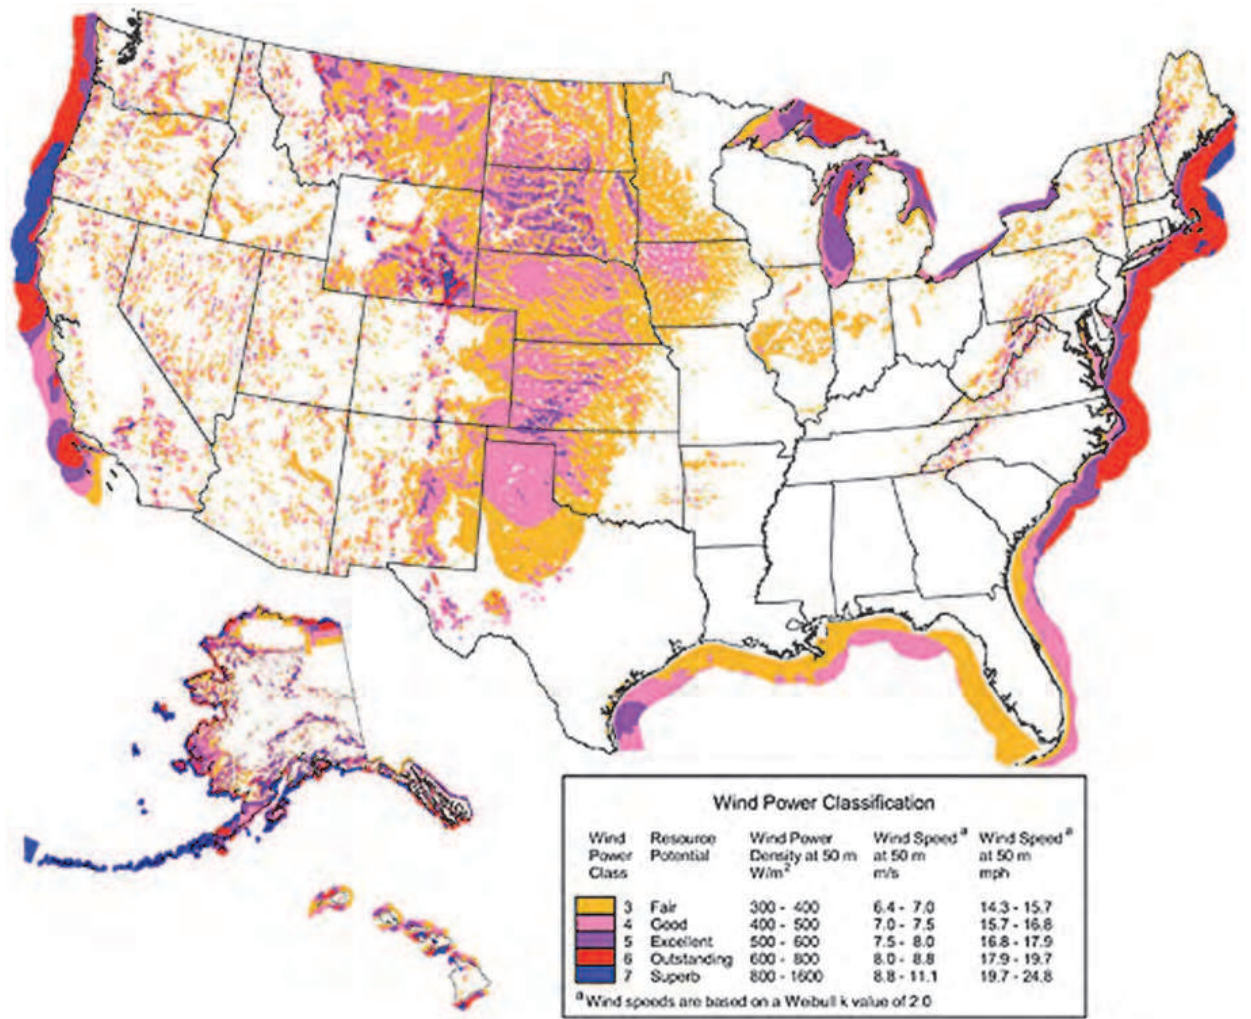 Wind Power Classification
Wind Power Class Resource Potential Wind Power Density at 50 m W/m2 Wind Speed a at 50 m m/s Wind Speed a at 50 m mph
3 Fair 300 - 400 6.4 - 7.0 14.3 - 15.7
4 Good 400 - 500 7.0 - 7.5 15.7 - 16.8
5 Excellent 500 - 600 7.5 - 8.0 16.8 - 17.9
6 Outstanding 600 - 800 8.0 - 8.8 17.9 - 19.7
7 Superb 800 - 1600 8.8 - 11.1 19.7 - 24.8
a Wind speeds are based on a Weibull k value of 2.0